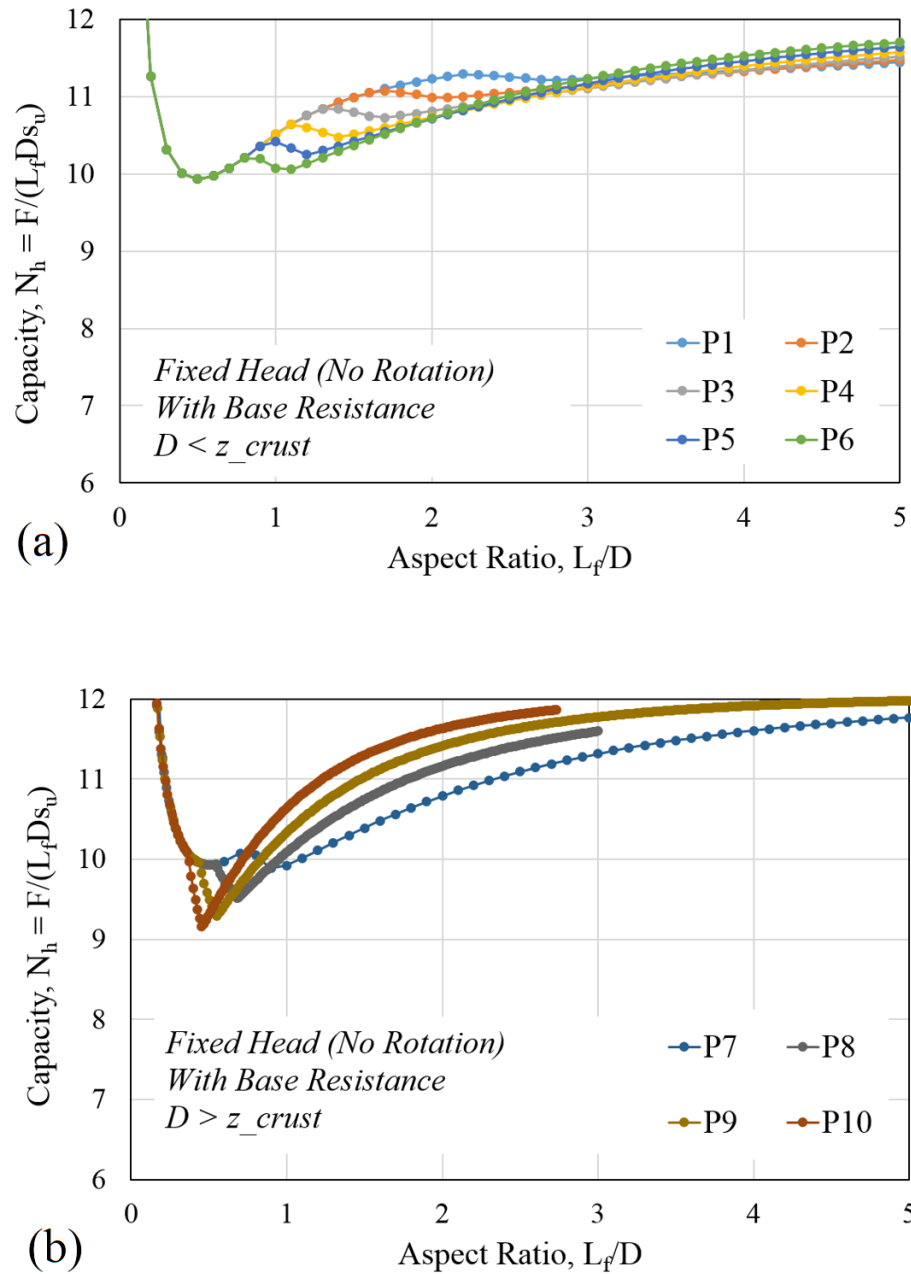 12
11
10
9
8
7
6
Capacity, N_h = F/(L_fDs_u)
Fixed Head (No Rotation)
With Base Resistance
D < z_crust
P1 P2
P3 P4
P5 P6
0 1 2 3 4 5
Aspect Ratio, L_f/D
(a)
12
11
10
9
8
7
6
Capacity, N_h = F/(L_fDs_u)
Fixed Head (No Rotation)
With Base Resistance
D > z_crust
P7 P8
P9 P10
0 1 2 3 4 5
Aspect Ratio, L_f/D
(b)